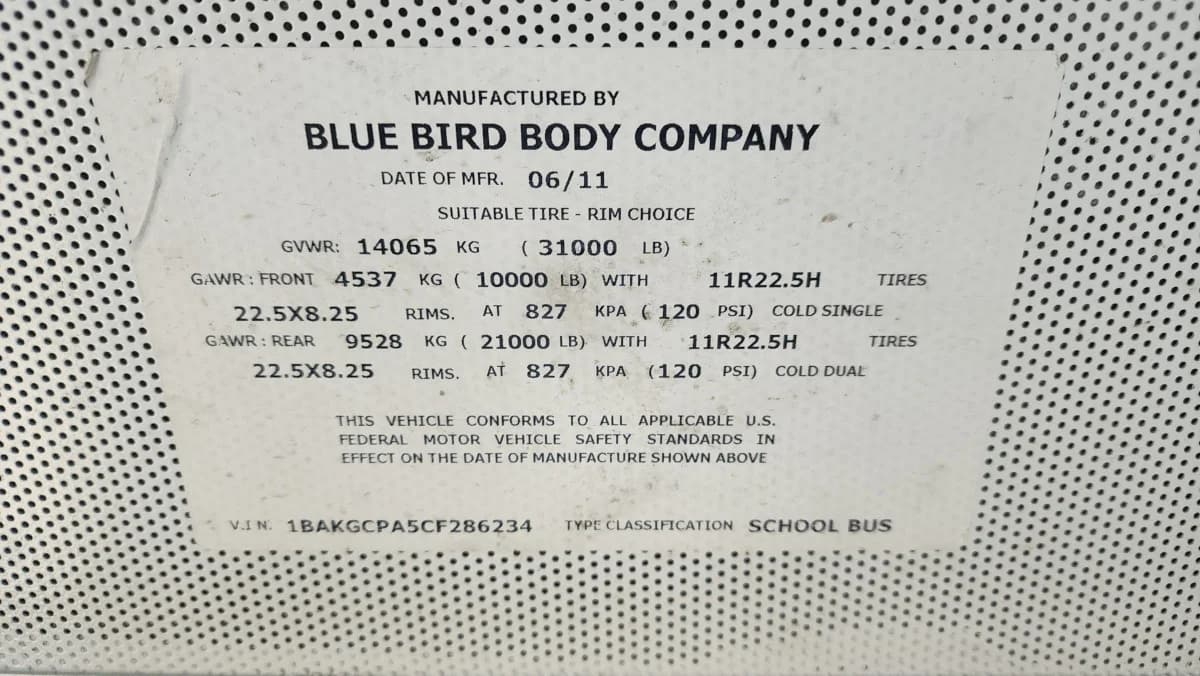 MANUFACTURED BY
BLUE BIRD BODY COMPANY
DATE OF MFR. 06/11
SUITABLE TIRE - RIM CHOICE
GVWR: 14065 KG ( 31000 LB)
GAWR : FRONT 4537 KG ( 10000 LB) WITH 11R22.5H TIRES
22.5X8.25 RIMS. AT 827 KPA ( 120 PSI) COLD SINGLE
GAWR : REAR 9528 KG ( 21000 LB) WITH 11R22.5H TIRES
22.5X8.25 RIMS. AT 827 KPA (120 PSI) COLD DUAL
THIS VEHICLE CONFORMS TO ALL APPLICABLE U.S.
FEDERAL MOTOR VEHICLE SAFETY STANDARDS IN
EFFECT ON THE DATE OF MANUFACTURE SHOWN ABOVE
V.I N. 1BAKGCPA5CF286234 TYPE CLASSIFICATION SCHOOL BUS